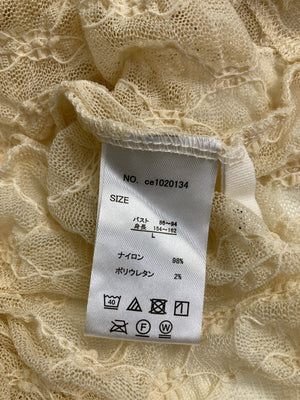 NO. ce1020134
SIZE
バスト 86〜94
身長 154〜162
L
ナイロン 98%
ポリウレタン 2%
40
F W